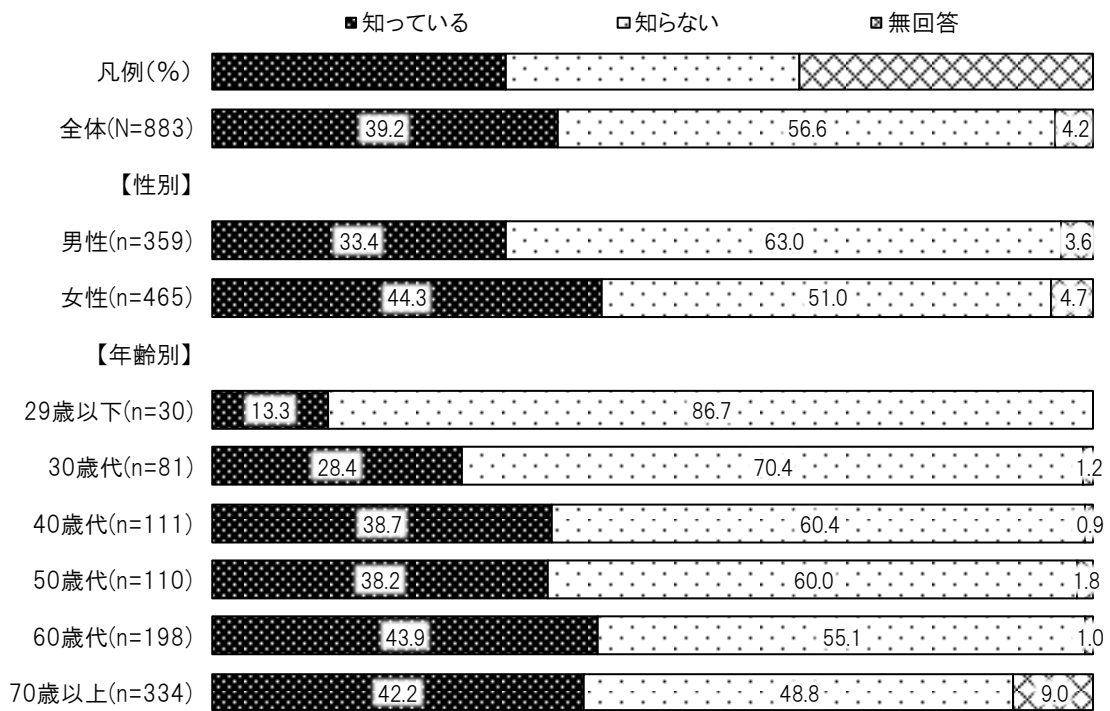 知っている 知らない 無回答
凡例(%)
全体(N=883) 39.2 56.6 4.2
【性別】
男性(n=359) 33.4 63.0 3.6
女性(n=465) 44.3 51.0 4.7
【年齢別】
29歳以下(n=30) 13.3 86.7
30歳代(n=81) 28.4 70.4 1.2
40歳代(n=111) 38.7 60.4 0.9
50歳代(n=110) 38.2 60.0 1.8
60歳代(n=198) 43.9 55.1 1.0
70歳以上(n=334) 42.2 48.8 9.0